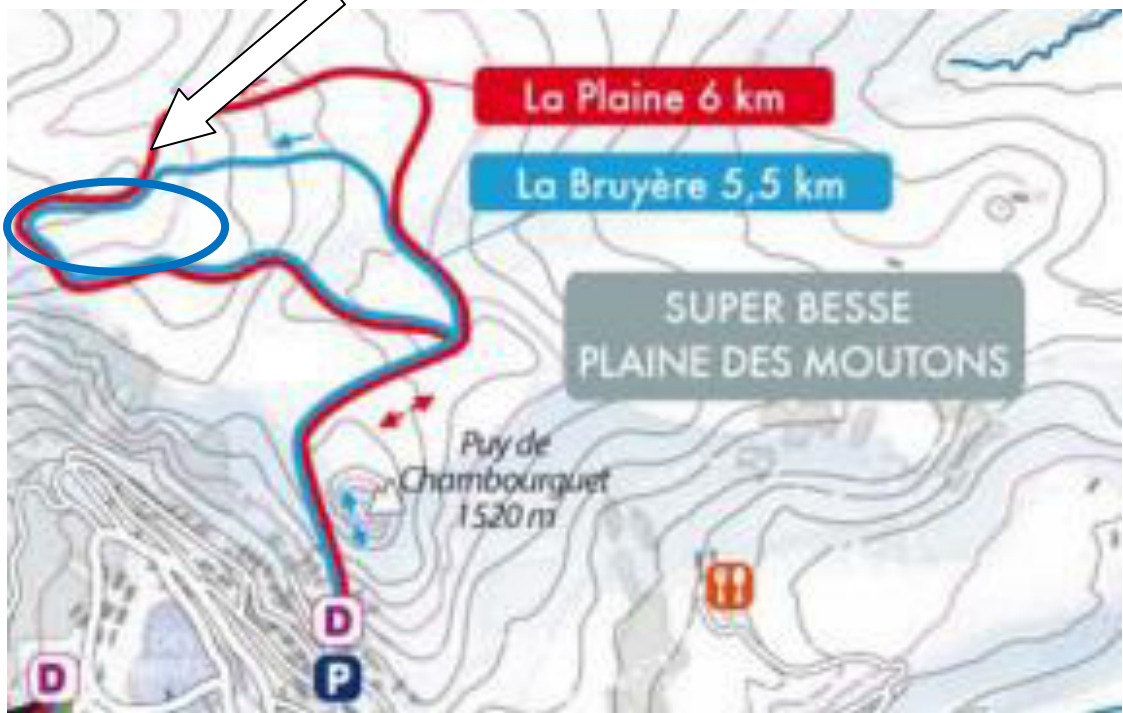 La Plaine 6 km
La Bruyère 5,5 km
SUPER BESSE
PLAINE DES MOUTONS
Puy de
Chambourguet
1520 m
D
P
D